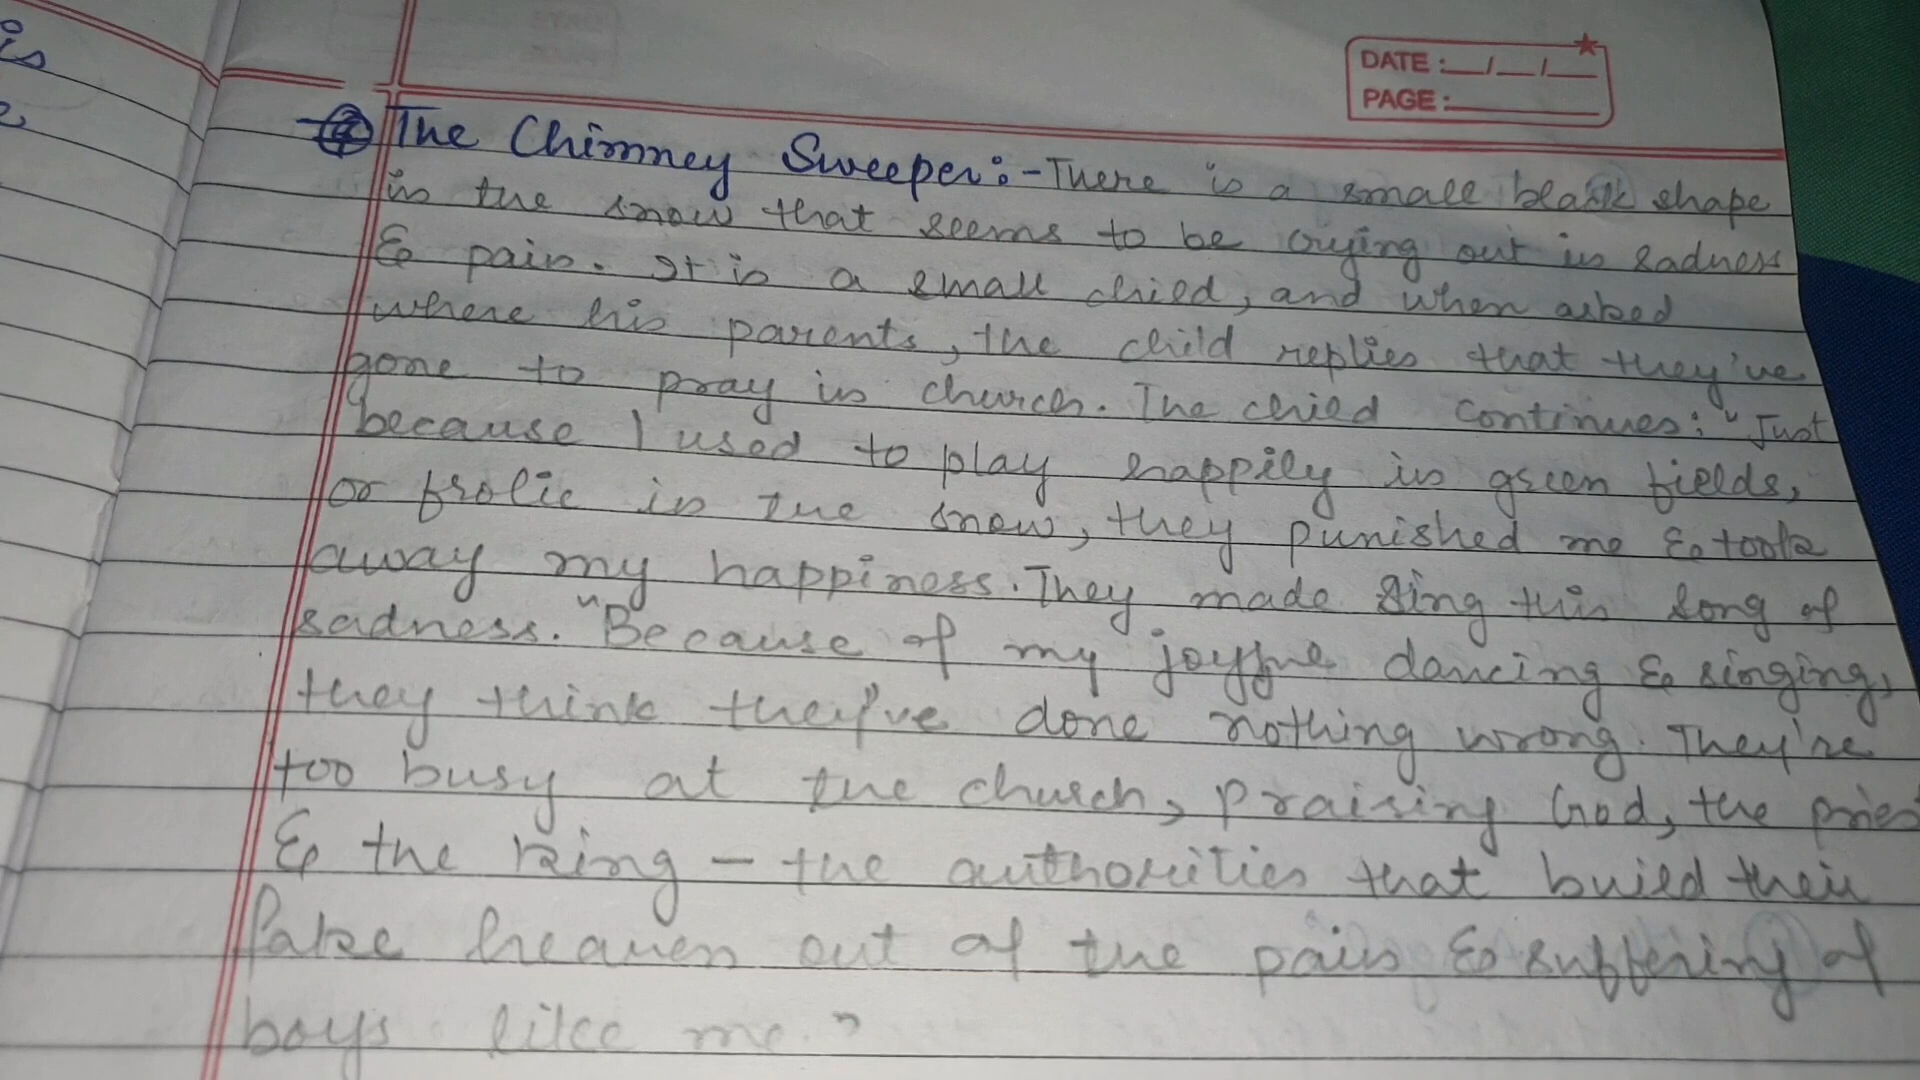 is
DATE : __/__/__
PAGE :
The Chimney Sweeper :- There is a small black shape
in the snow that seems to be crying out in sadness
& pain. It is a small child, and when asked
where his parents, the child replies that they've
gone to pray in church. The child continues: "Just
because I used to play happily in green fields,
or frolic in the snow, they punished me & took
away my happiness. They made sing this song of
sadness. "Because of my joyful dancing & singing,
they think they've done nothing wrong. They're
too busy at the church, praising God, the pries
& the king - the authorities that build their
fake heaven out of the pain & suffering of
boys like me."